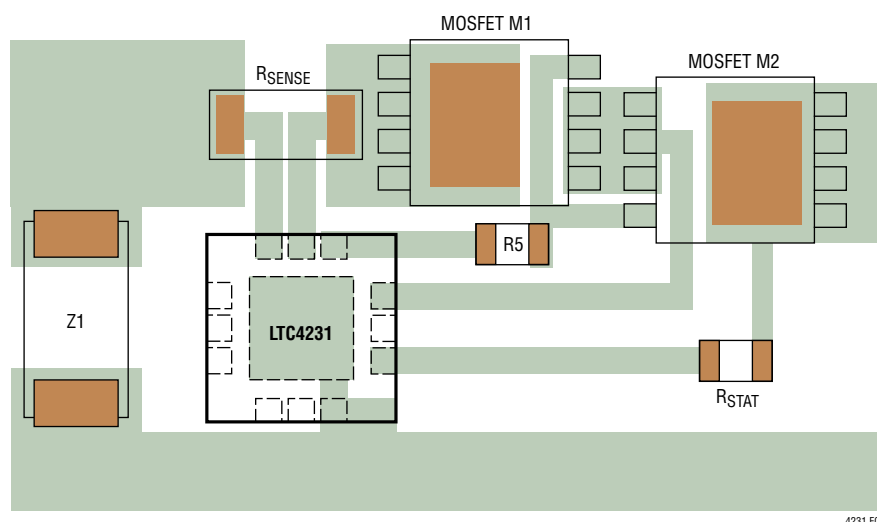 MOSFET M1
RSENSE
MOSFET M2
R5
Z1
LTC4231
RSTAT